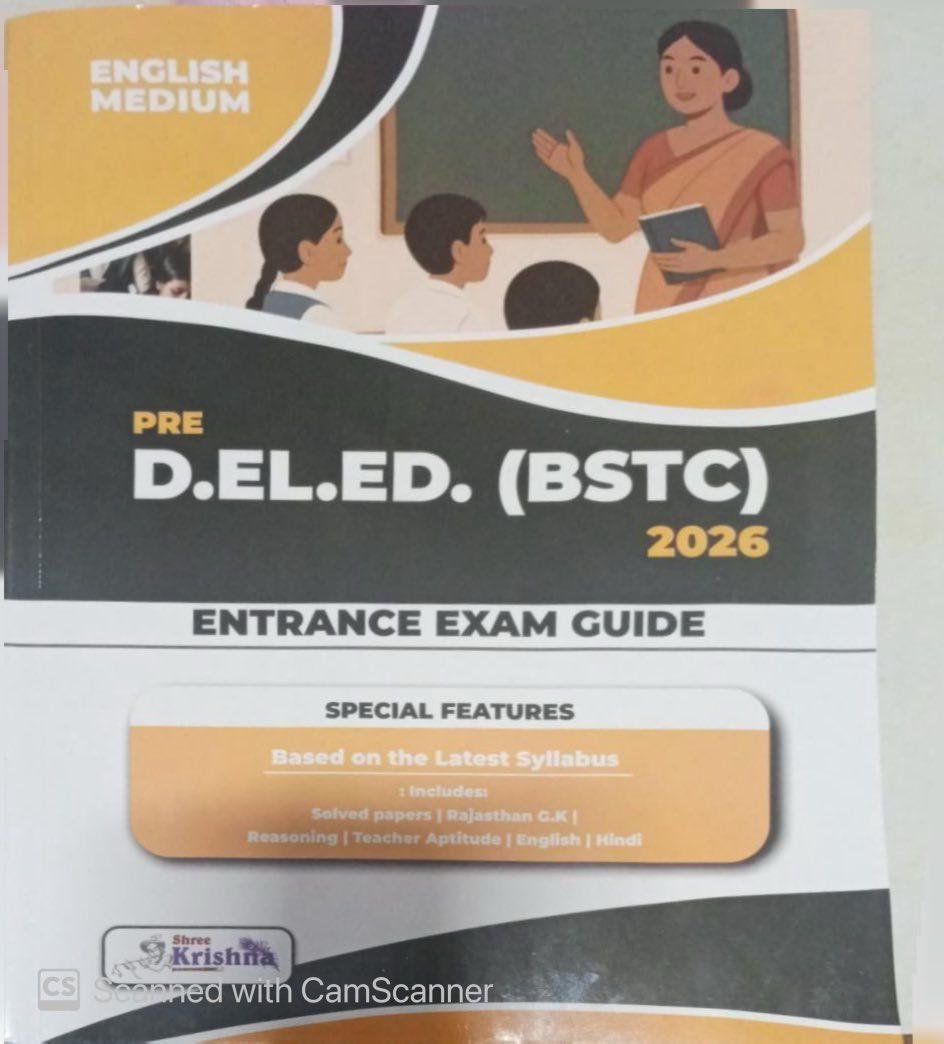 ENGLISH
MEDIUM
PRE
D.EL.ED. (BSTC)
2026
ENTRANCE EXAM GUIDE
SPECIAL FEATURES
Based on the Latest Syllabus
: Includes:
Solved papers | Rajasthan G.K |
Reasoning | Teacher Aptitude | English | Hindi
Shree
Krishna
CS Scanned with CamScanner